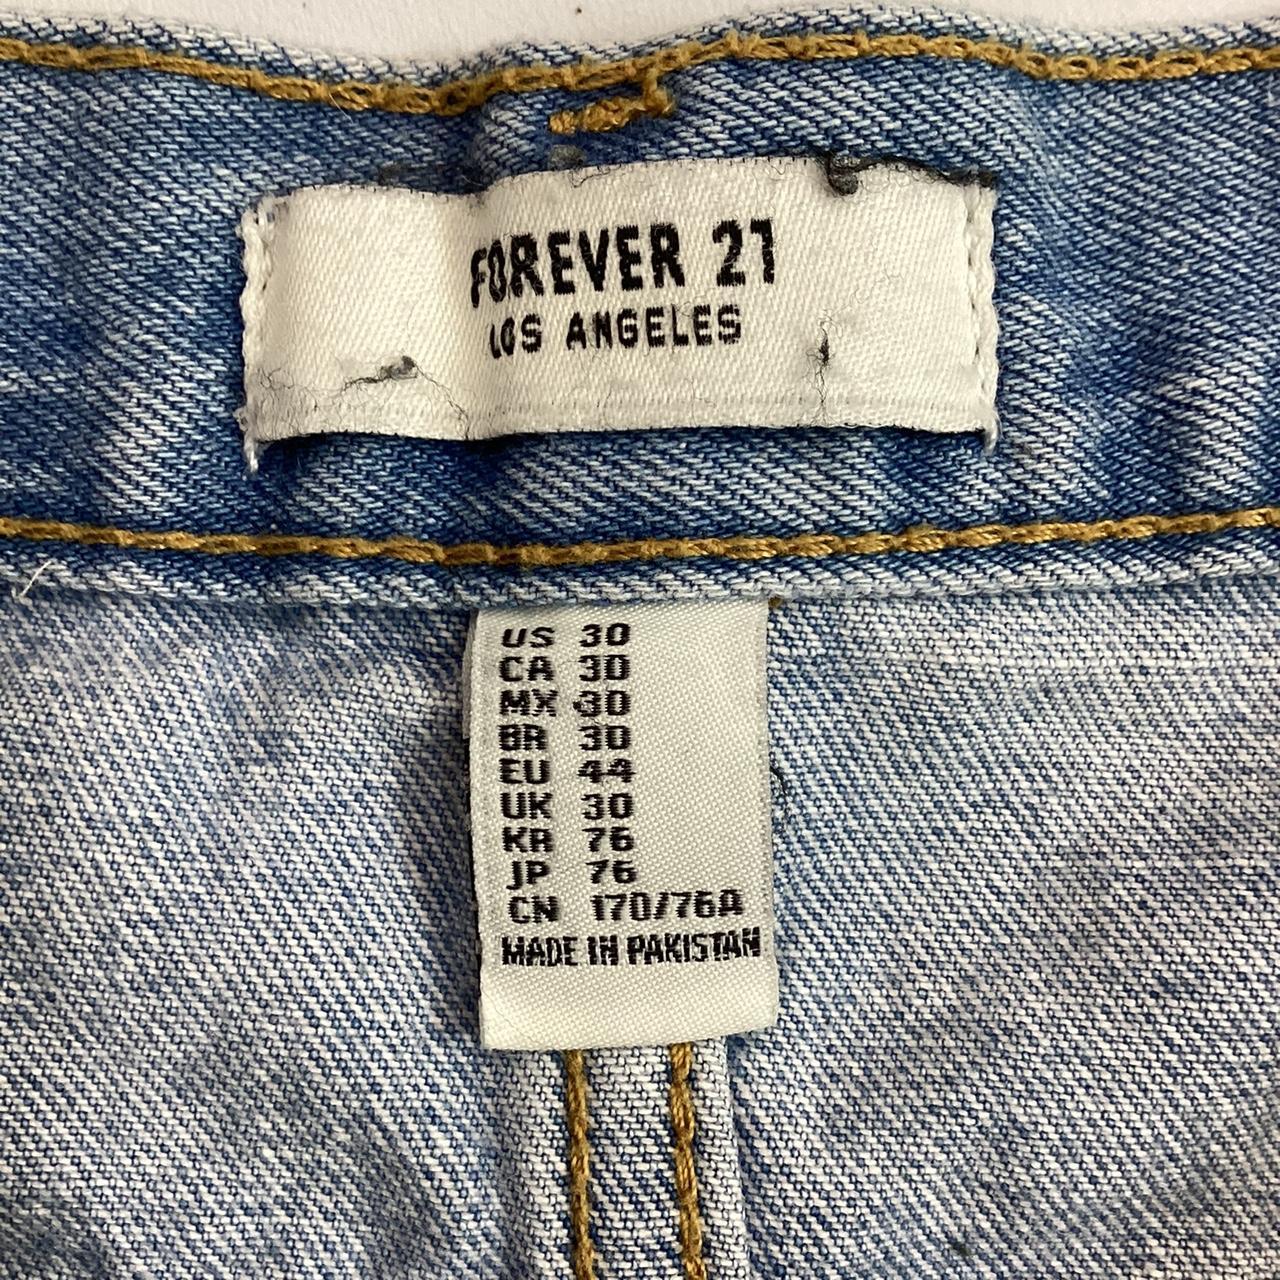 FOREVER 21
LOS ANGELES
US 30
CA 30
MX 30
BR 30
EU 44
UK 30
KR 76
JP 76
CN 170/76A
MADE IN PAKISTAN